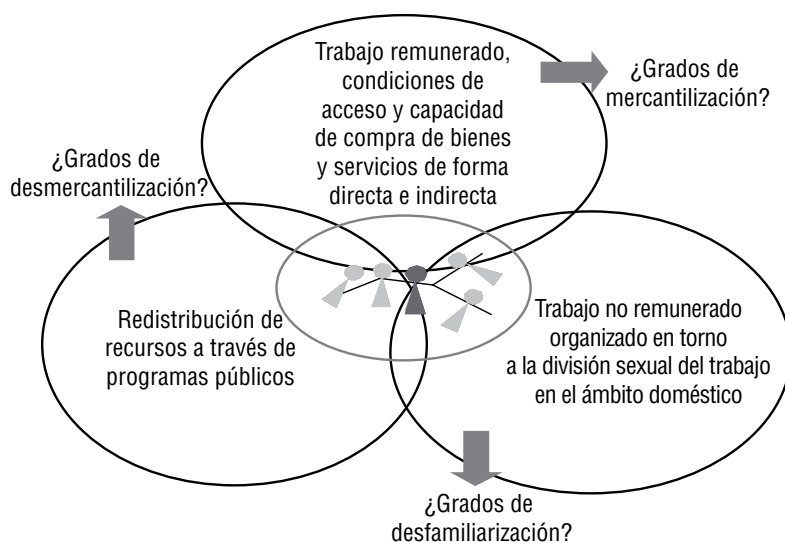 Trabajo remunerado,
condiciones de
acceso y capacidad
de compra de bienes
y servicios de forma
directa e indirecta
¿Grados de
mercantilización?
¿Grados de
desmercantilización?
Redistribución de
recursos a través de
programas públicos
Trabajo no remunerado
organizado en torno
a la división sexual del trabajo
en el ámbito doméstico
¿Grados de
desfamiliarización?